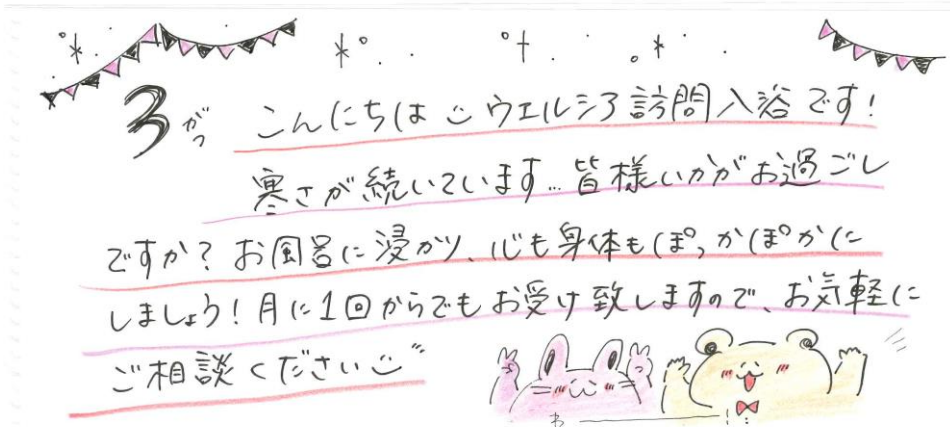 3がつ こんにちは ウエルシア訪問入浴です!
寒さが続いています… 皆様いかがお過ごし
ですか? お風呂に浸かり、心も身体もぽっかぽかに
しましょう! 月に1回からでもお受け致しますので、お気軽に
ご相談ください
わ